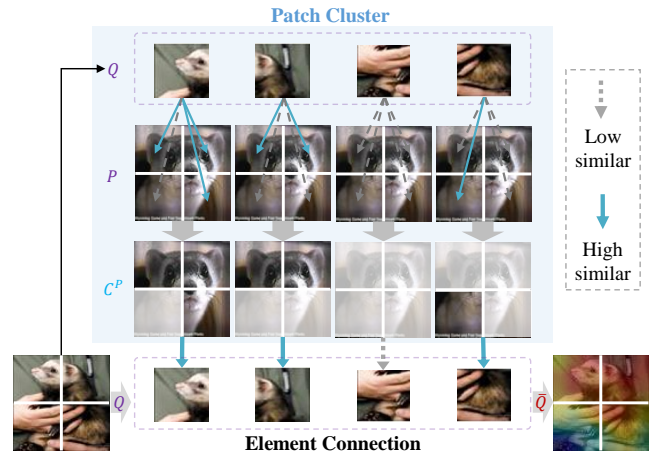 Patch Cluster
Q
P
C^P
Low
similar
High
similar
Q
Q̄
Element Connection